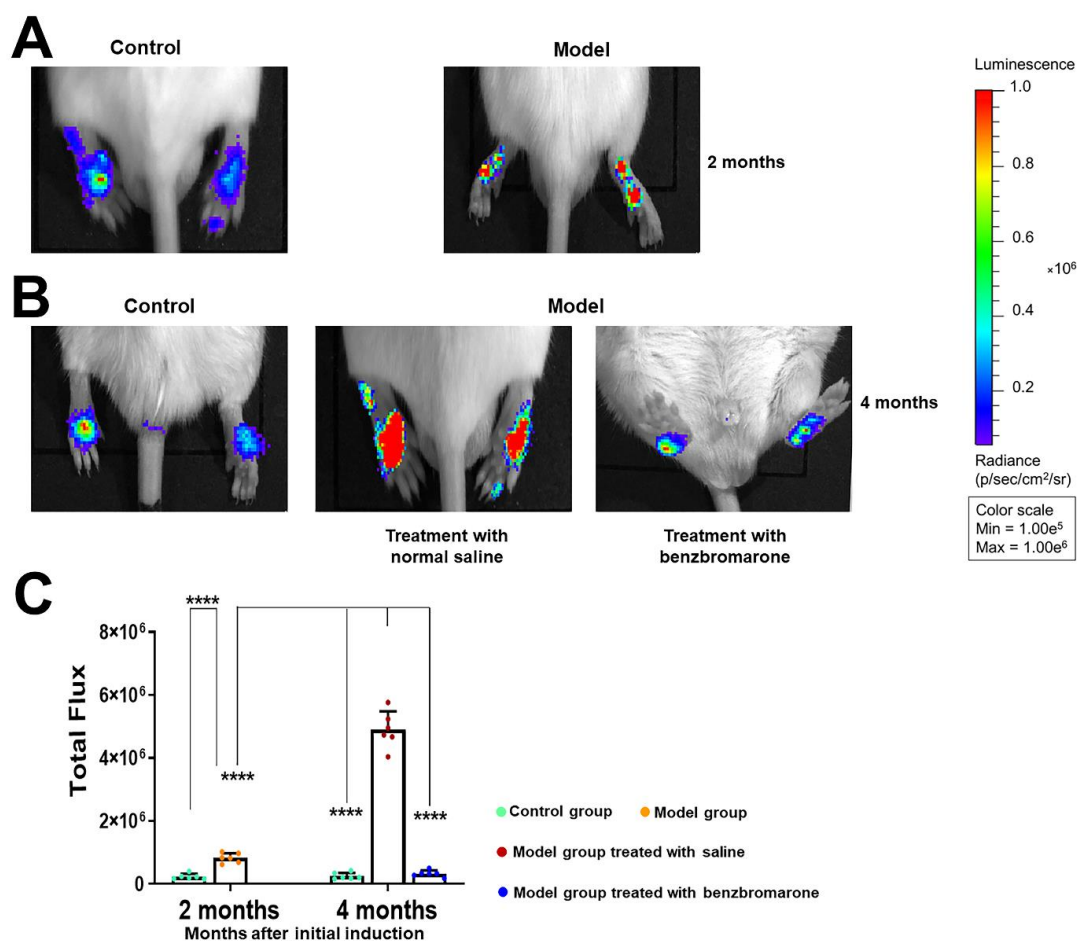 A
Control
Model
2 months
Luminescence
1.0
0.8
0.6
×10⁶
0.4
0.2
Radiance
(p/sec/cm²/sr)
Color scale
Min = 1.00e⁵
Max = 1.00e⁶
B
Control
Model
4 months
Treatment with
normal saline
Treatment with
benzbromarone
C
****
8×10⁶
6×10⁶
4×10⁶
2×10⁶
0
Total Flux
****
****
****
2 months
4 months
Months after initial induction
Control group
Model group
Model group treated with saline
Model group treated with benzbromarone